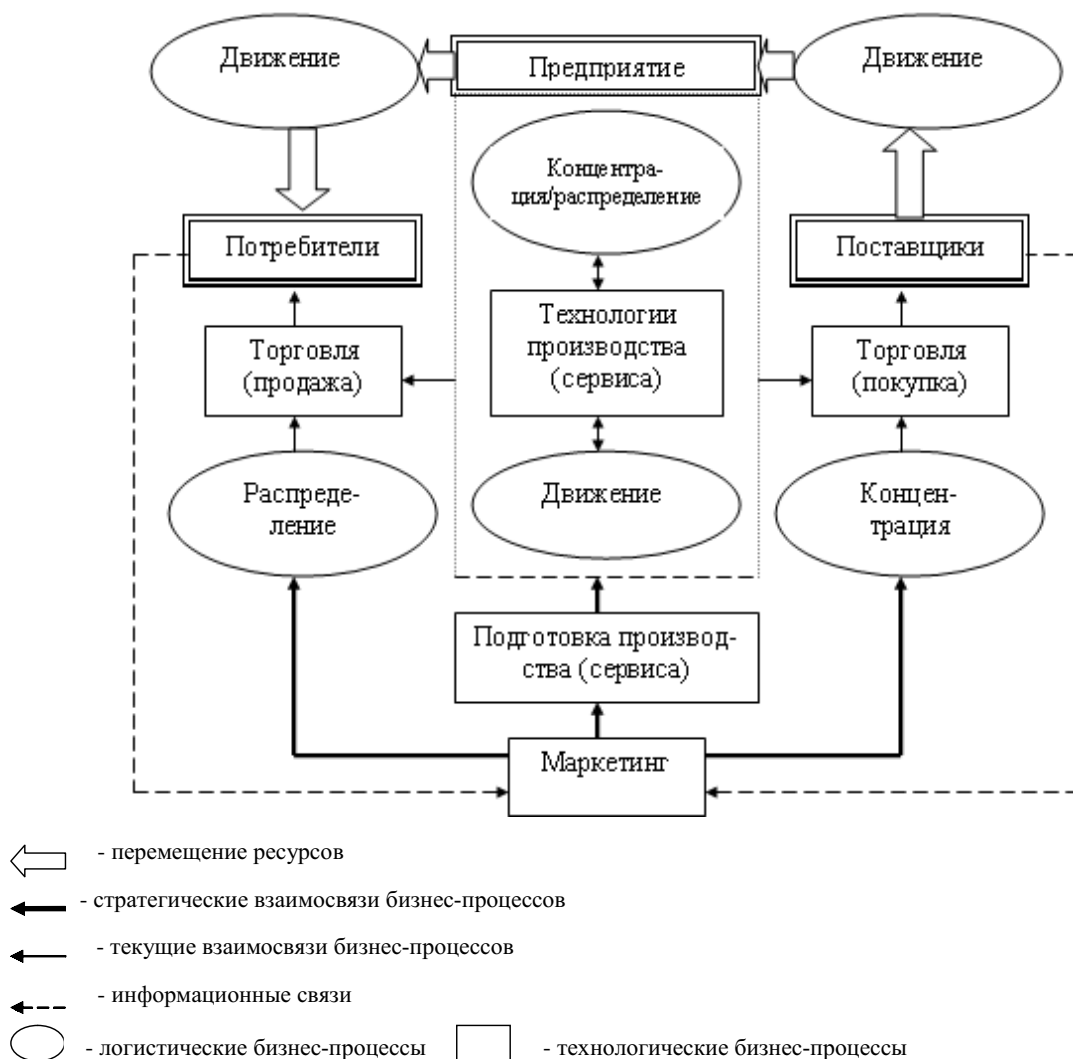 Движение
Предприятие
Движение
Концентра-
ция/распределение
Потребители
Поставщики
Технологии
производства
(сервиса)
Торговля
(продажа)
Торговля
(покупка)
Распреде-
ление
Движение
Концен-
трация
Подготовка производ-
ства (сервиса)
Маркетинг
- перемещение ресурсов
- стратегические взаимосвязи бизнес-процессов
- текущие взаимосвязи бизнес-процессов
- информационные связи
- логистические бизнес-процессы
- технологические бизнес-процессы